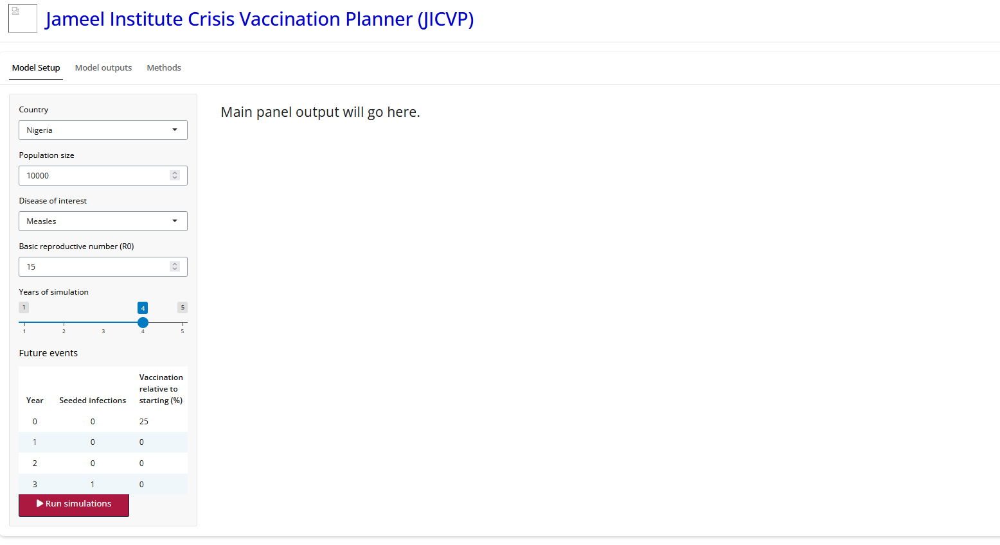 Jameel Institute Crisis Vaccination Planner (JICVP)
Model Setup Model outputs Methods
Country
Nigeria
Population size
10000
Disease of interest
Measles
Basic reproductive number (R0)
15
Years of simulation
1 4 5
1 2 3 4 5
Future events
Year Seeded infections Vaccination relative to starting (%)
0 0 25
1 0 0
2 0 0
3 1 0
Run simulations
Main panel output will go here.